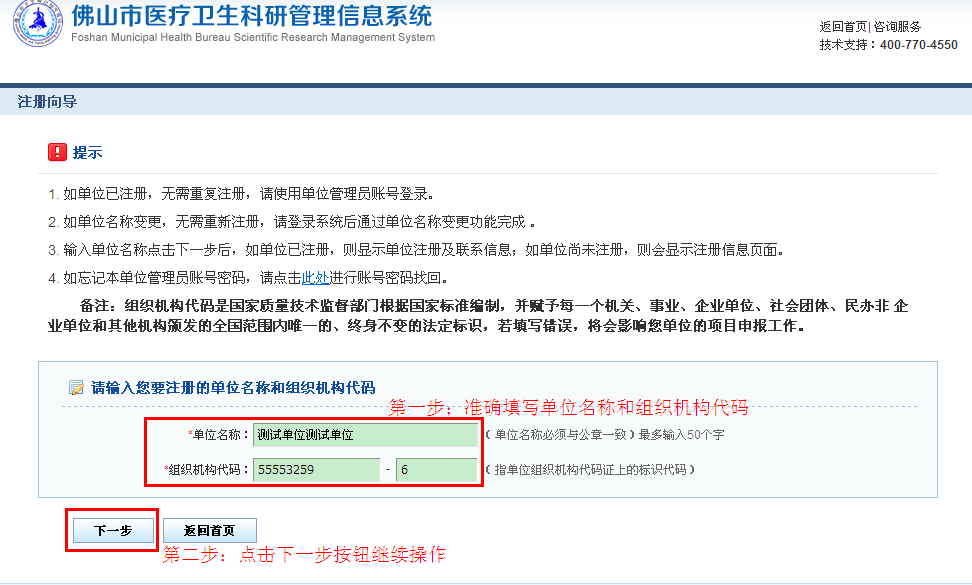 佛山市医疗卫生科研管理信息系统
Foshan Municipal Health Bureau Scientific Research Management System
返回首页| 咨询服务
技术支持：400-770-4550
注册向导
提示
1. 如单位已注册，无需重复注册，请使用单位管理员账号登录。
2. 如单位名称变更，无需重新注册，请登录系统后通过单位名称变更功能完成 。
3. 输入单位名称点击下一步后，如单位已注册，则显示单位注册及联系信息；如单位尚未注册，则会显示注册信息页面。
4. 如忘记本单位管理员账号密码，请点击此处进行账号密码找回。
备注：组织机构代码是国家质量技术监督部门根据国家标准编制，并赋予每一个机关、事业、企业单位、社会团体、民办非 企
业单位和其他机构颁发的全国范围内唯一的、终身不变的法定标识，若填写错误，将会影响您单位的项目申报工作。
请输入您要注册的单位名称和组织机构代码
第一步：准确填写单位名称和组织机构代码
*单位名称： 测试单位测试单位 （单位名称必须与公章一致）最多输入50个字
*组织机构代码： 55553259 - 6 （指单位组织机构代码证上的标识代码）
下一步 返回首页
第二步：点击下一步按钮继续操作